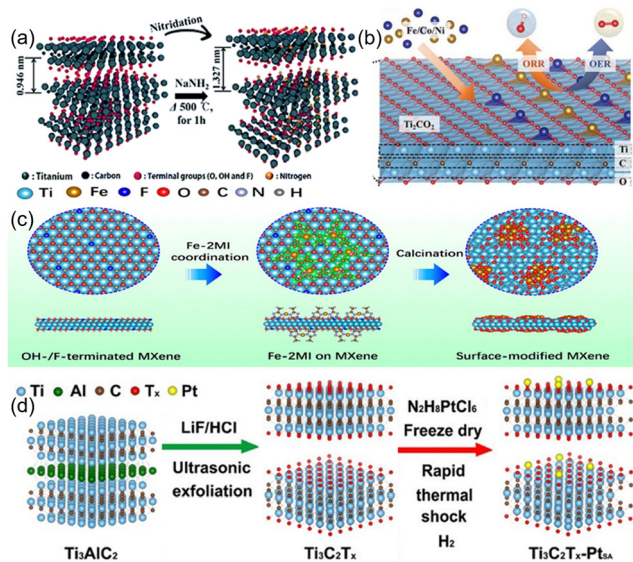 (a)
Nitridation
0.946 nm
NaNH₂
Δ 500 ℃,
for 1h
1.327 nm
: Titanium : Carbon : Terminal groups (O, OH and F) : Nitrogen
(b)
Fe/Co/Ni
ORR
OER
Ti₂CO₂
Ti
C
O
Ti Fe F O C N H
(c)
Fe-2MI
coordination
Calcination
OH-/F-terminated MXene
Fe-2MI on MXene
Surface-modified MXene
Ti Al C Tₓ Pt
(d)
LiF/HCl
Ultrasonic
exfoliation
N₂H₈PtCl₆
Freeze dry
Rapid
thermal
shock
H₂
Ti₃AlC₂
Ti₃C₂Tₓ
Ti₃C₂Tₓ-Ptₛₐ